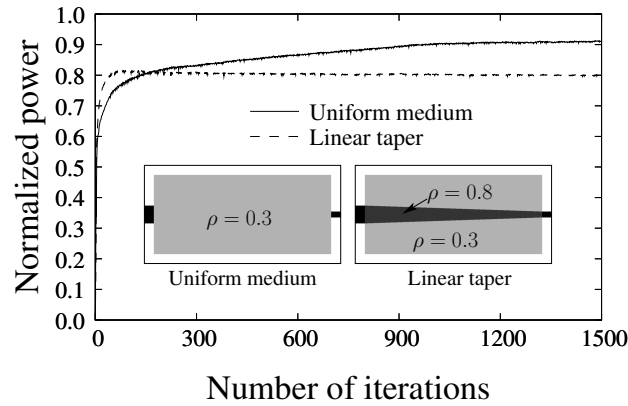 1.0
0.9
0.8
0.7
0.6
0.5
0.4
0.3
0.2
0.1
0.0
Normalized power
Uniform medium
Linear taper
ρ = 0.3
ρ = 0.8
ρ = 0.3
Uniform medium
Linear taper
0 300 600 900 1200 1500
Number of iterations